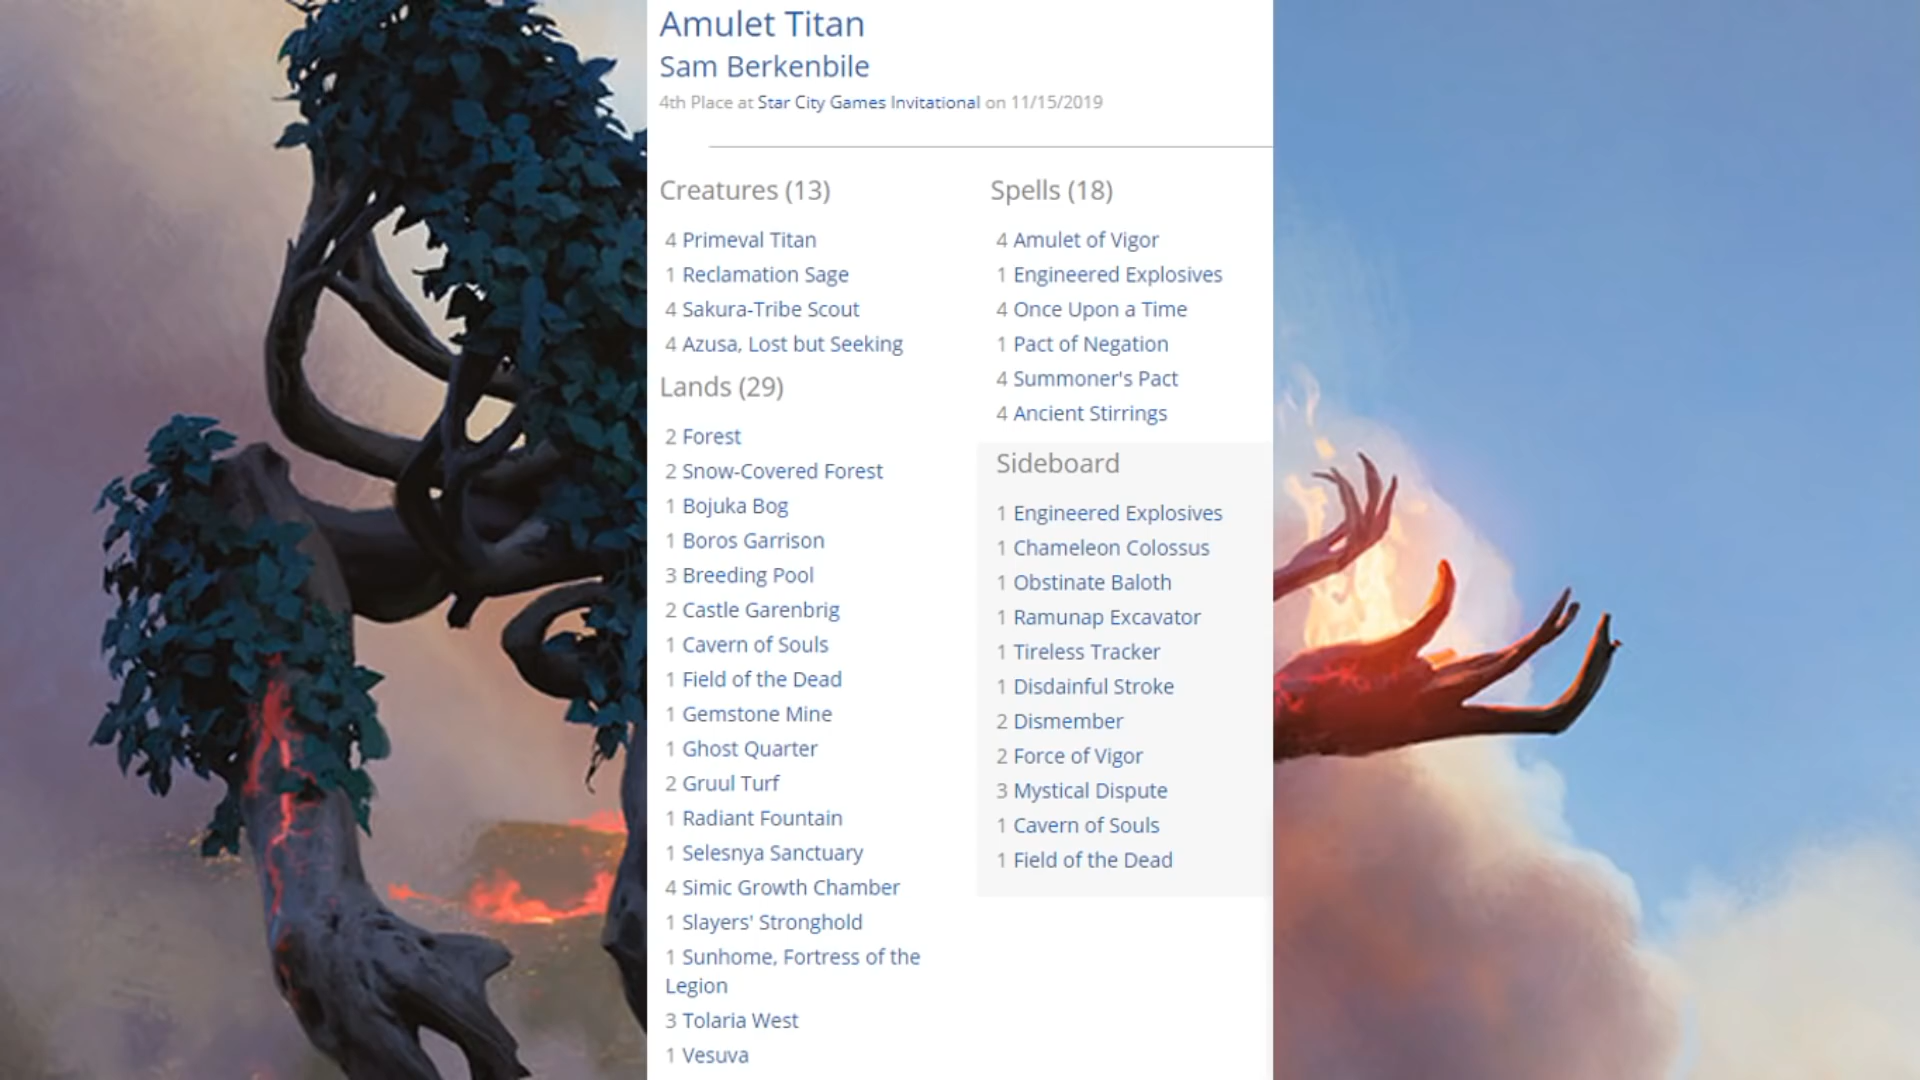 Amulet Titan
Sam Berkenbile
4th Place at Star City Games Invitational on 11/15/2019
Creatures (13)
4 Primeval Titan
1 Reclamation Sage
4 Sakura-Tribe Scout
4 Azusa, Lost but Seeking
Lands (29)
2 Forest
2 Snow-Covered Forest
1 Bojuka Bog
1 Boros Garrison
3 Breeding Pool
2 Castle Garenbrig
1 Cavern of Souls
1 Field of the Dead
1 Gemstone Mine
1 Ghost Quarter
2 Gruul Turf
1 Radiant Fountain
1 Selesnya Sanctuary
4 Simic Growth Chamber
1 Slayers' Stronghold
1 Sunhome, Fortress of the
Legion
3 Tolaria West
1 Vesuva
Spells (18)
4 Amulet of Vigor
1 Engineered Explosives
4 Once Upon a Time
1 Pact of Negation
4 Summoner's Pact
4 Ancient Stirrings
Sideboard
1 Engineered Explosives
1 Chameleon Colossus
1 Obstinate Baloth
1 Ramunap Excavator
1 Tireless Tracker
1 Disdainful Stroke
2 Dismember
2 Force of Vigor
3 Mystical Dispute
1 Cavern of Souls
1 Field of the Dead